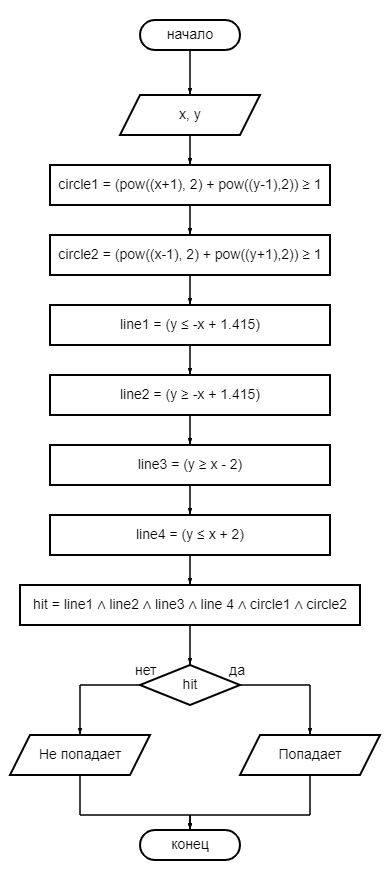 начало
x, y
circle1 = (pow((x+1), 2) + pow((y-1),2)) ≥ 1
circle2 = (pow((x-1), 2) + pow((y+1),2)) ≥ 1
line1 = (y ≤ -x + 1.415)
line2 = (y ≥ -x + 1.415)
line3 = (y ≥ x - 2)
line4 = (y ≤ x + 2)
hit = line1 ∧ line2 ∧ line3 ∧ line 4 ∧ circle1 ∧ circle2
нет да
hit
Не попадает Попадает
конец